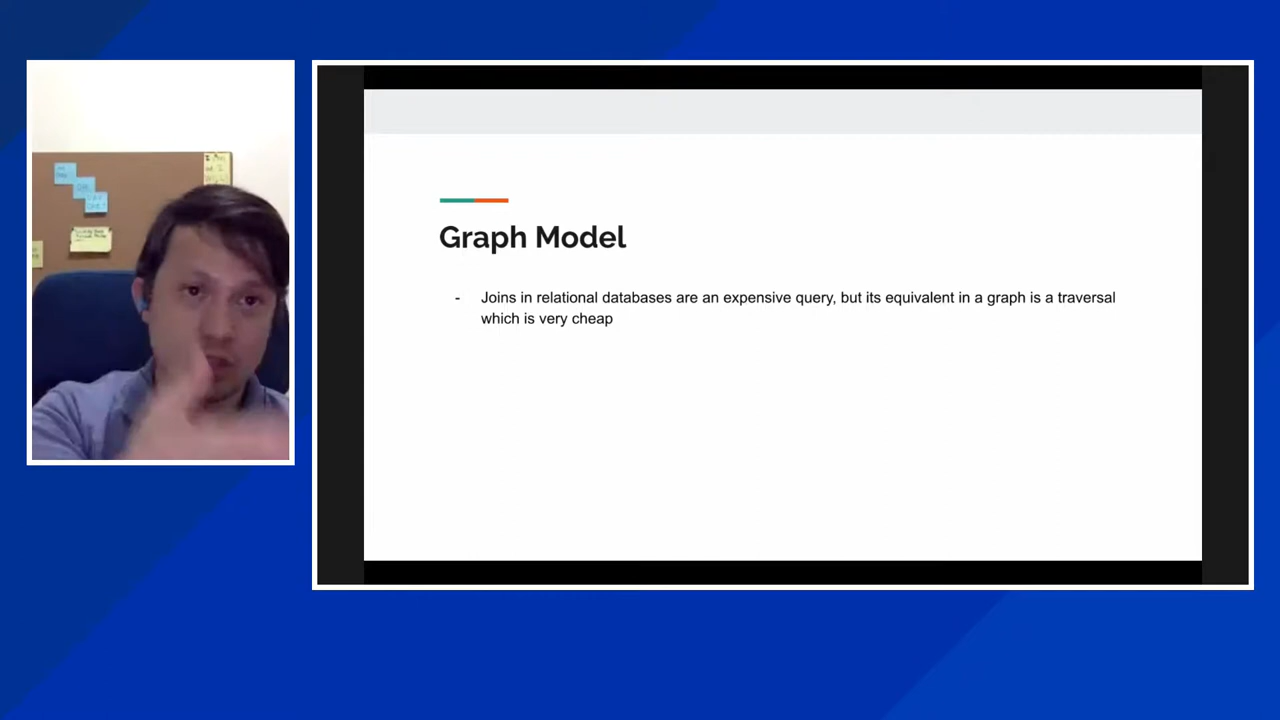 Graph Model
- Joins in relational databases are an expensive query, but its equivalent in a graph is a traversal
which is very cheap